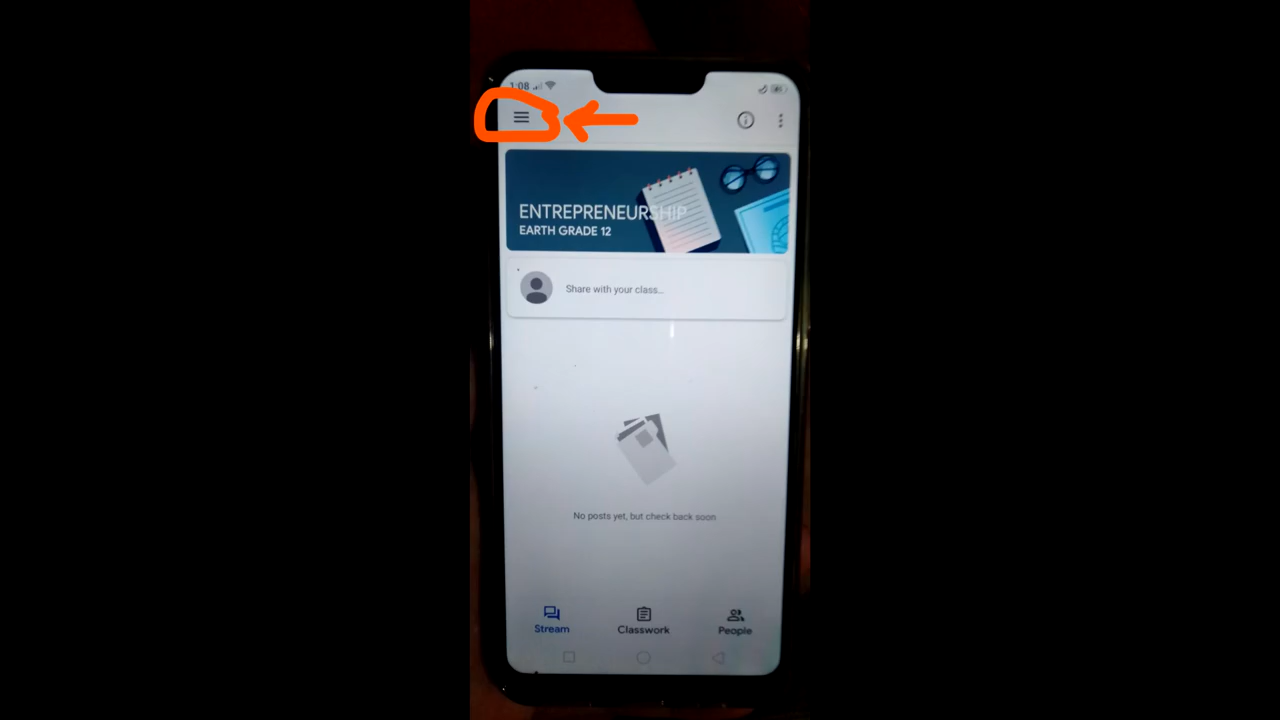 1:08
ENTREPRENEURSHIP
EARTH GRADE 12
Share with your class...
No posts yet, but check back soon
Stream Classwork People